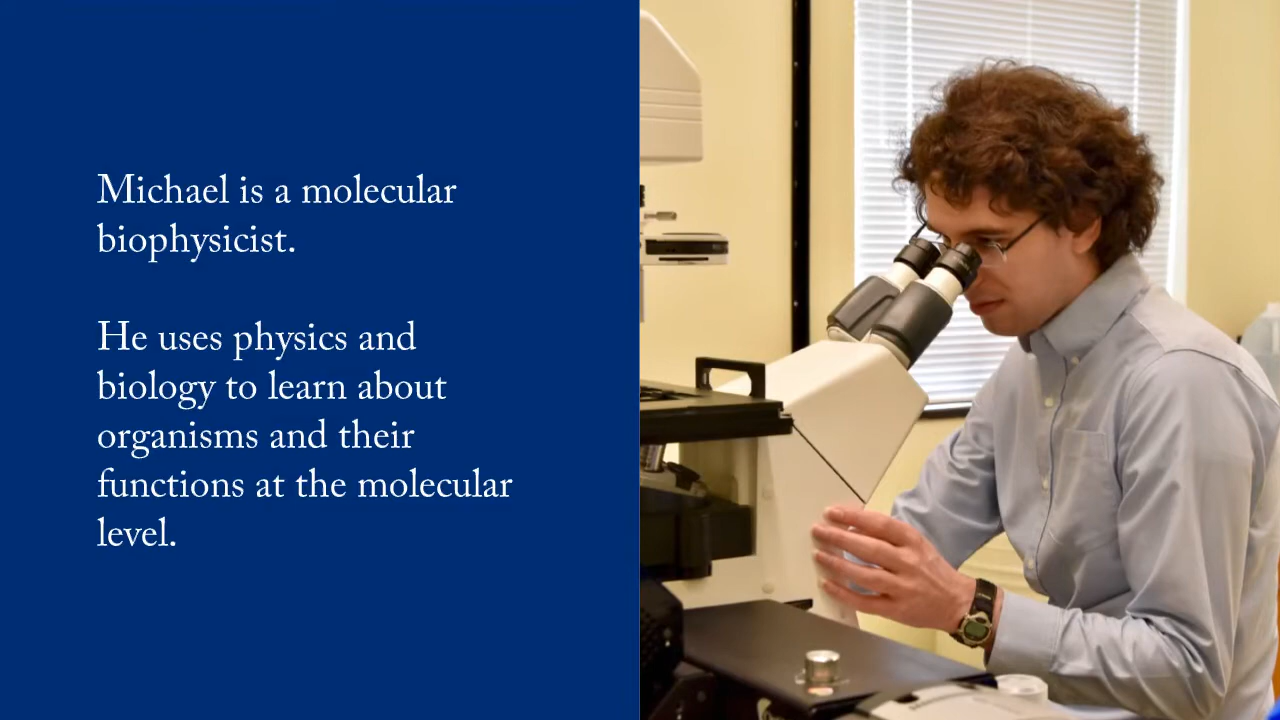 Michael is a molecular
biophysicist.
He uses physics and
biology to learn about
organisms and their
functions at the molecular
level.